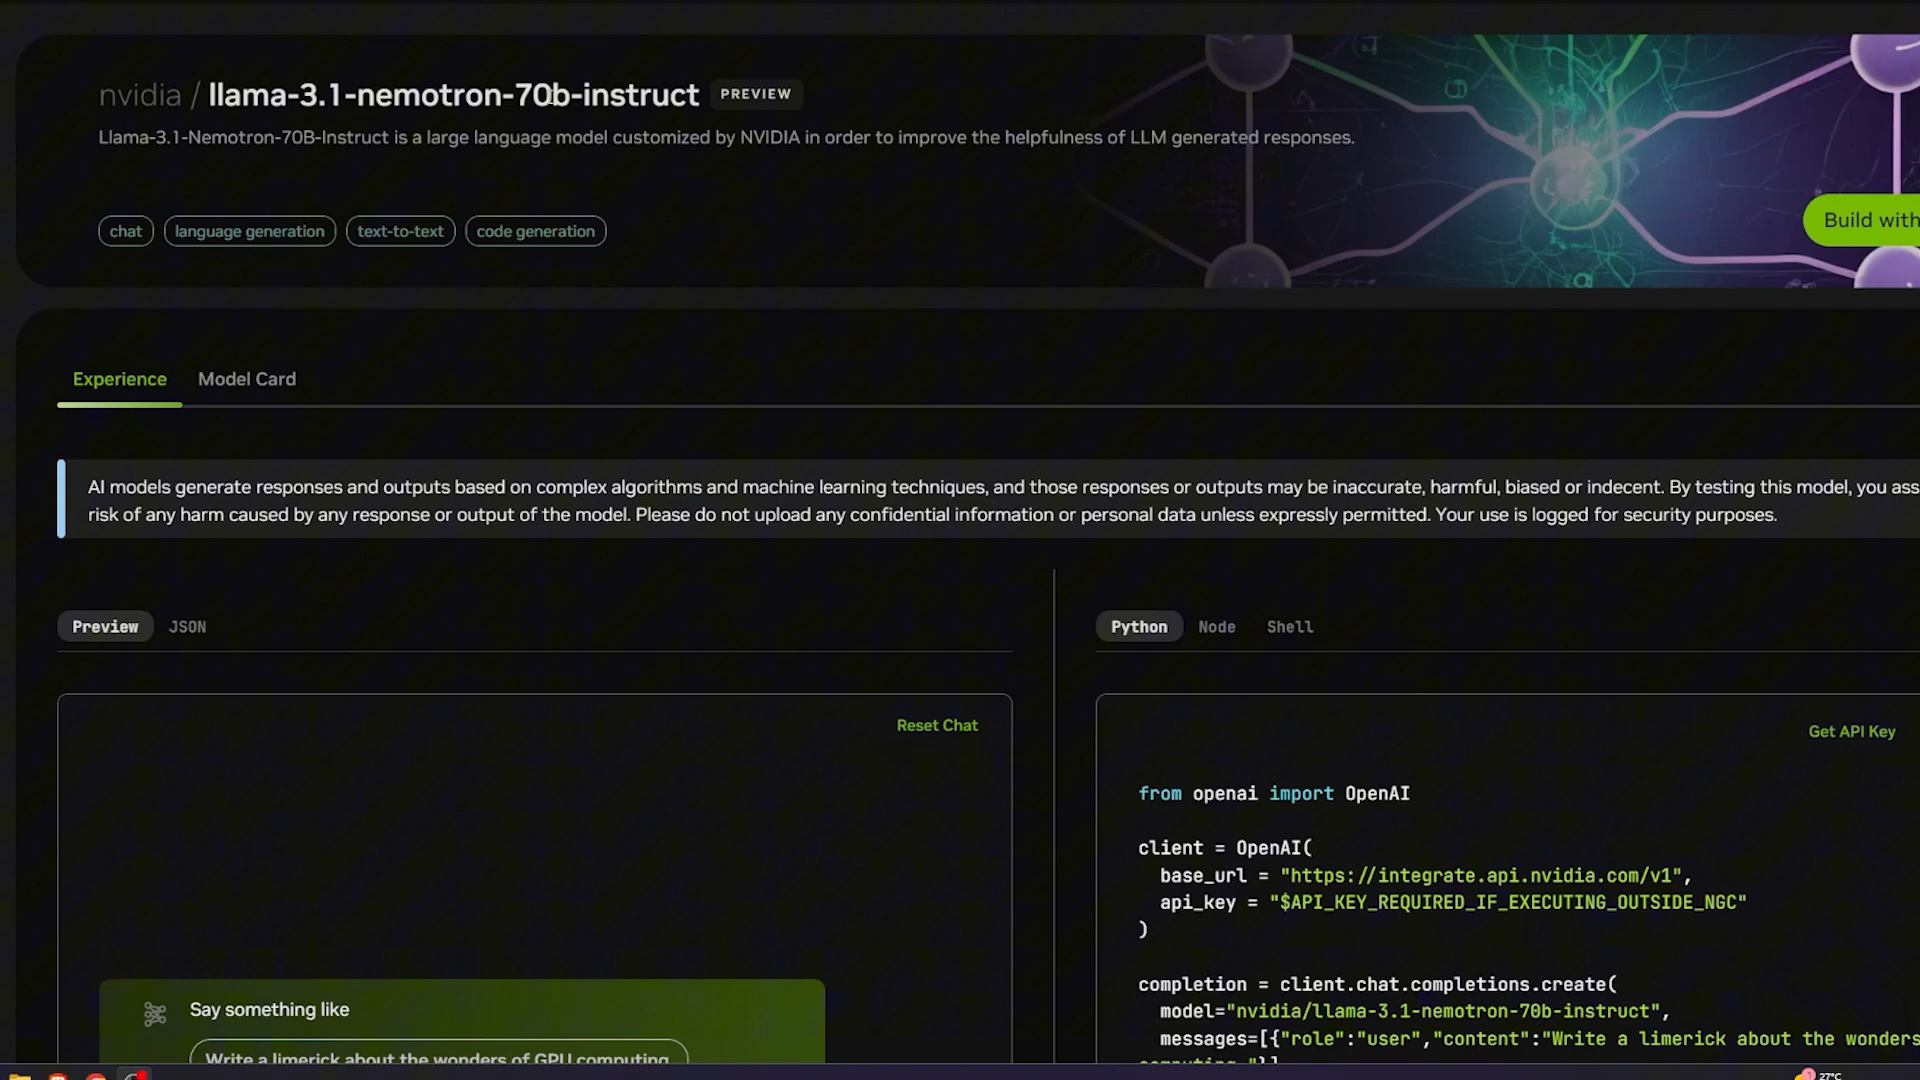 nvidia / llama-3.1-nemotron-70b-instruct PREVIEW
Llama-3.1-Nemotron-70B-Instruct is a large language model customized by NVIDIA in order to improve the helpfulness of LLM generated responses.
chat language generation text-to-text code generation
Build with
Experience Model Card
AI models generate responses and outputs based on complex algorithms and machine learning techniques, and those responses or outputs may be inaccurate, harmful, biased or indecent. By testing this model, you ass
risk of any harm caused by any response or output of the model. Please do not upload any confidential information or personal data unless expressly permitted. Your use is logged for security purposes.
Preview JSON
Python Node Shell
Reset Chat
Get API Key
from openai import OpenAI
client = OpenAI(
base_url = "https://integrate.api.nvidia.com/v1",
api_key = "$API_KEY_REQUIRED_IF_EXECUTING_OUTSIDE_NGC"
)
completion = client.chat.completions.create(
model="nvidia/llama-3.1-nemotron-70b-instruct",
messages=[{"role":"user","content":"Write a limerick about the wonders
computing."}]
Say something like
Write a limerick about the wonders of GPU computing.
27°C